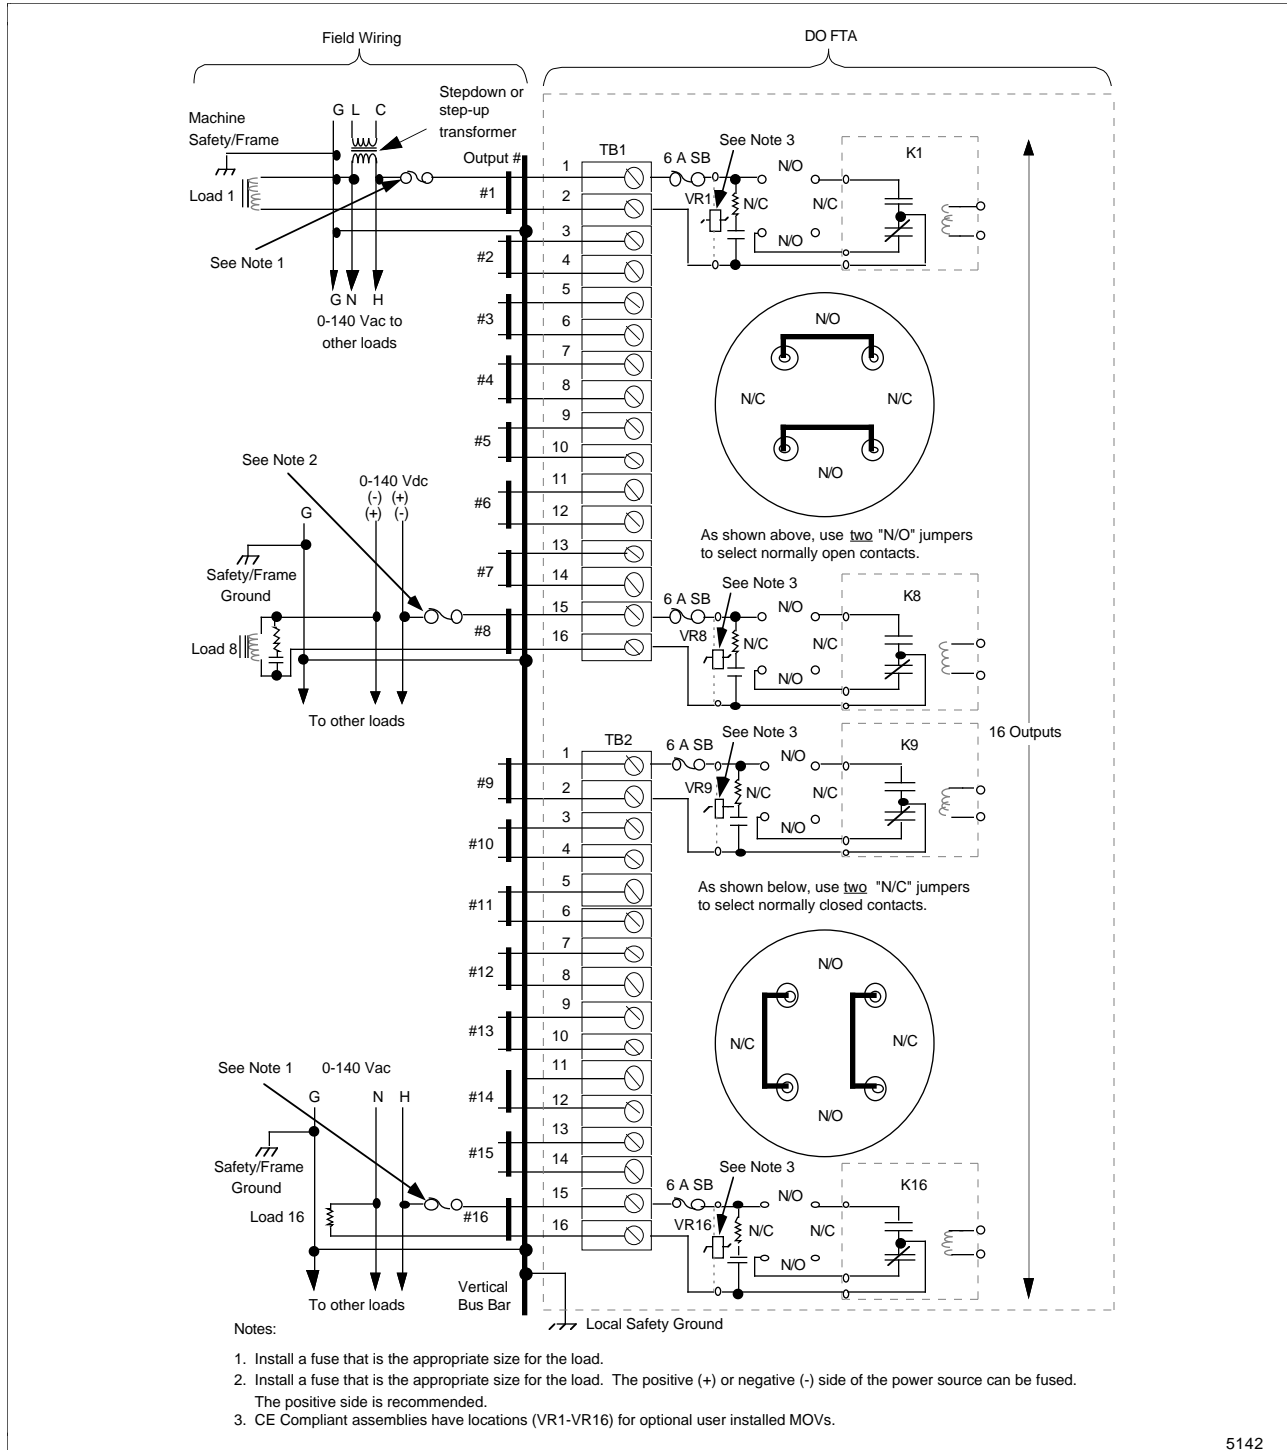 Field Wiring
DO FTA
Stepdown or
step-up
transformer
G L C
Machine
Safety/Frame
Output #
Load 1
See Note 1
G N H
0-140 Vac to
other loads
#1
#2
#3
#4
#5
#6
#7
#8
TB1
1
2
3
4
5
6
7
8
9
10
11
12
13
14
15
16
6 A SB
See Note 3
VR1
N/O
N/C
N/C
N/O
K1
N/O
N/C
N/C
N/O
As shown above, use two "N/O" jumpers
to select normally open contacts.
See Note 2
0-140 Vdc
(-) (+)
(+) (-)
G
Safety/Frame
Ground
Load 8
To other loads
6 A SB
See Note 3
VR8
N/O
N/C
N/C
N/O
K8
16 Outputs
TB2
1
2
3
4
5
6
7
8
9
10
11
12
13
14
15
16
#9
#10
#11
#12
#13
#14
#15
#16
6 A SB
See Note 3
VR9
N/O
N/C
N/C
N/O
K9
As shown below, use two "N/C" jumpers
to select normally closed contacts.
N/O
N/C
N/C
N/O
See Note 1
0-140 Vac
G N H
Safety/Frame
Ground
Load 16
To other loads
Vertical
Bus Bar
6 A SB
See Note 3
VR16
N/O
N/C
N/C
N/O
K16
Local Safety Ground
Notes:
1. Install a fuse that is the appropriate size for the load.
2. Install a fuse that is the appropriate size for the load. The positive (+) or negative (-) side of the power source can be fused.
The positive side is recommended.
3. CE Compliant assemblies have locations (VR1-VR16) for optional user installed MOVs.
5142